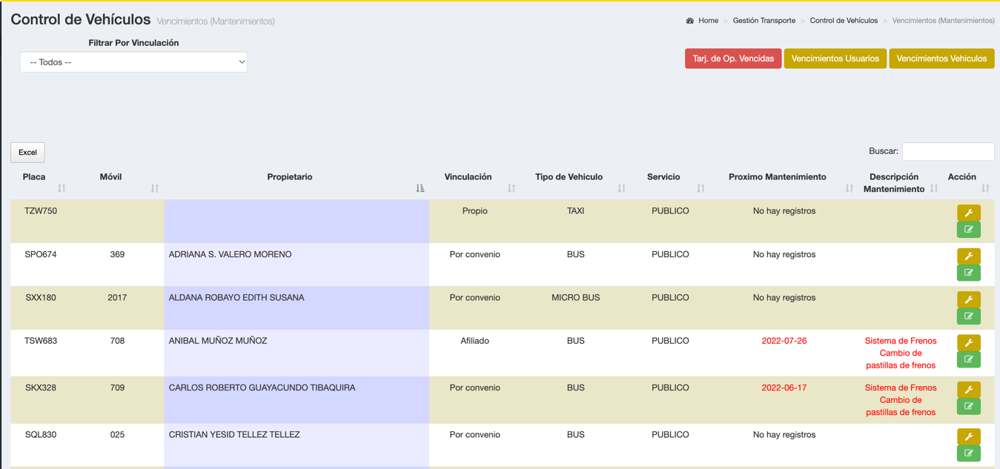 Control de Vehículos Vencimientos (Mantenimientos)
Home > Gestión Transporte > Control de Vehículos > Vencimientos (Mantenimientos)
Filtrar Por Vinculación
-- Todos --
Tarj. de Op. Vencidas Vencimientos Usuarios Vencimientos Vehiculos
Excel
Buscar:
Placa Móvil Propietario Vinculación Tipo de Vehiculo Servicio Proximo Mantenimiento Descripción Mantenimiento Acción
TZW750 Propio TAXI PUBLICO No hay registros
SPO674 369 ADRIANA S. VALERO MORENO Por convenio BUS PUBLICO No hay registros
SXX180 2017 ALDANA ROBAYO EDITH SUSANA Por convenio MICRO BUS PUBLICO No hay registros
TSW683 708 ANIBAL MUÑOZ MUÑOZ Afiliado BUS PUBLICO 2022-07-26 Sistema de Frenos
Cambio de
pastillas de frenos
SKX328 709 CARLOS ROBERTO GUAYACUNDO TIBAQUIRA Por convenio BUS PUBLICO 2022-06-17 Sistema de Frenos
Cambio de
pastillas de frenos
SQL830 025 CRISTIAN YESID TELLEZ TELLEZ Por convenio BUS PUBLICO No hay registros